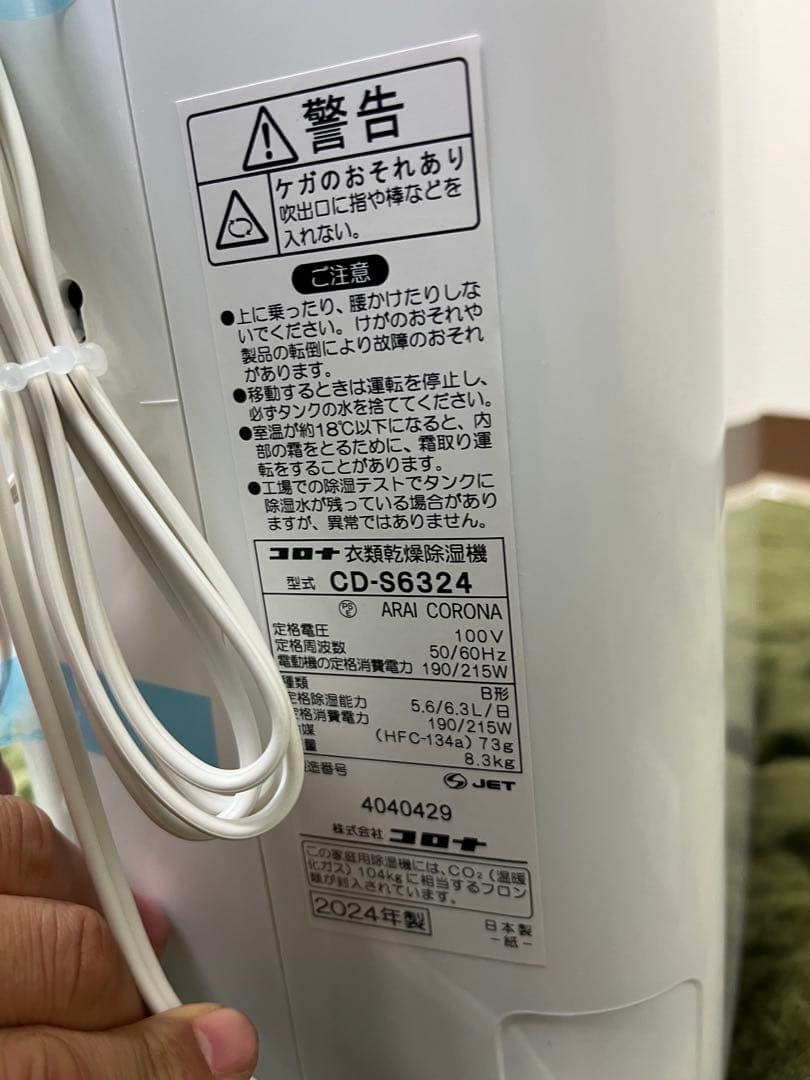 警告
ケガのおそれあり
吹出口に指や棒などを
入れない。
ご注意
●上に乗ったり、腰かけたりしな
いでください。けがのおそれや
製品の転倒により故障のおそれ
があります。
●移動するときは運転を停止し、
必ずタンクの水を捨ててください。
●室温が約18℃以下になると、内
部の霜をとるために、霜取り運
転をすることがあります。
●工場での除湿テストでタンクに
除湿水が残っている場合があり
ますが、異常ではありません。
コロナ 衣類乾燥除湿機
型式 CD-S6324
PSE ARAI CORONA
定格電圧 100V
定格周波数 50/60Hz
電動機の定格消費電力 190/215W
種類 B形
定格除湿能力 5.6/6.3L/日
定格消費電力 190/215W
媒 (HFC-134a) 73g
量 8.3kg
造番号 JET
4040429
株式会社 コロナ
この家庭用除湿機には、CO₂(温暖
化ガス)104kgに相当するフロン
類が封入されています。
2024年製
日本製
-紙-